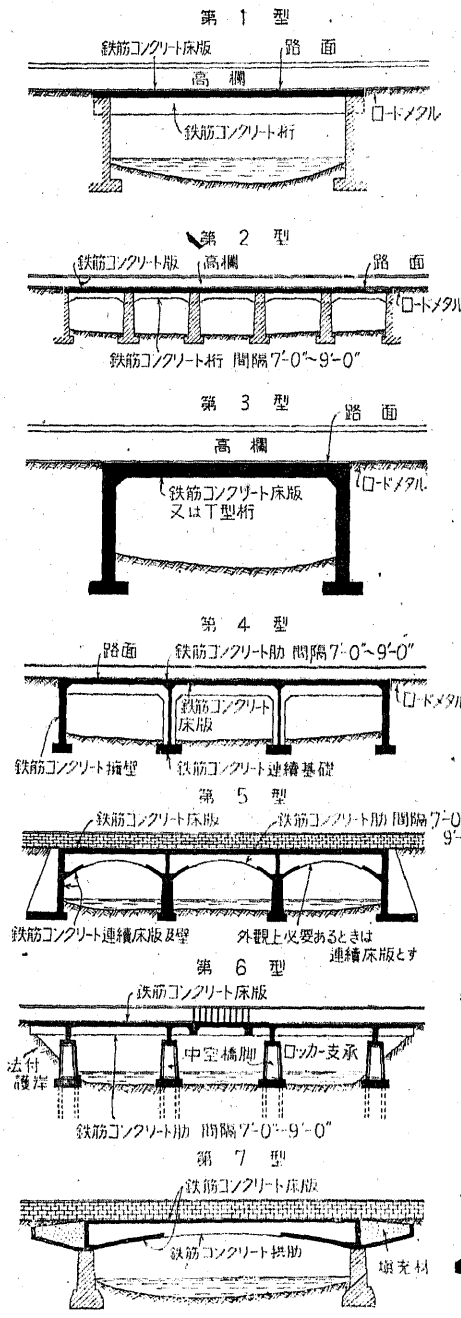 第 1 型
鉄筋コンクリート床版
路 面
高 欄
ロードメタル
鉄筋コンクリート桁
第 2 型
鉄筋コンクリート版
高欄
路 面
ロードメタル
鉄筋コンクリート桁 間隔7'-0"~9'-0"
第 3 型
路 面
高 欄
ロードメタル
鉄筋コンクリート床版
又はT型桁
第 4 型
路面
鉄筋コンクリート肋 間隔7'-0"~9'-0"
鉄筋コンクリート
床版
ロードメタル
鉄筋コンクリート擁壁
鉄筋コンクリート連續基礎
第 5 型
鉄筋コンクリート床版
鉄筋コンクリート肋 間隔7'-0
9'-
鉄筋コンクリート連續床版及壁
外観上必要あるときは
連續床版とす
第 6 型
鉄筋コンクリート床版
中空橋脚
ロッカー支承
法付
護岸
鉄筋コンクリート肋 間隔7'-0"~9'-0"
第 7 型
鉄筋コンクリート床版
鉄筋コンクリート拱肋
填充材